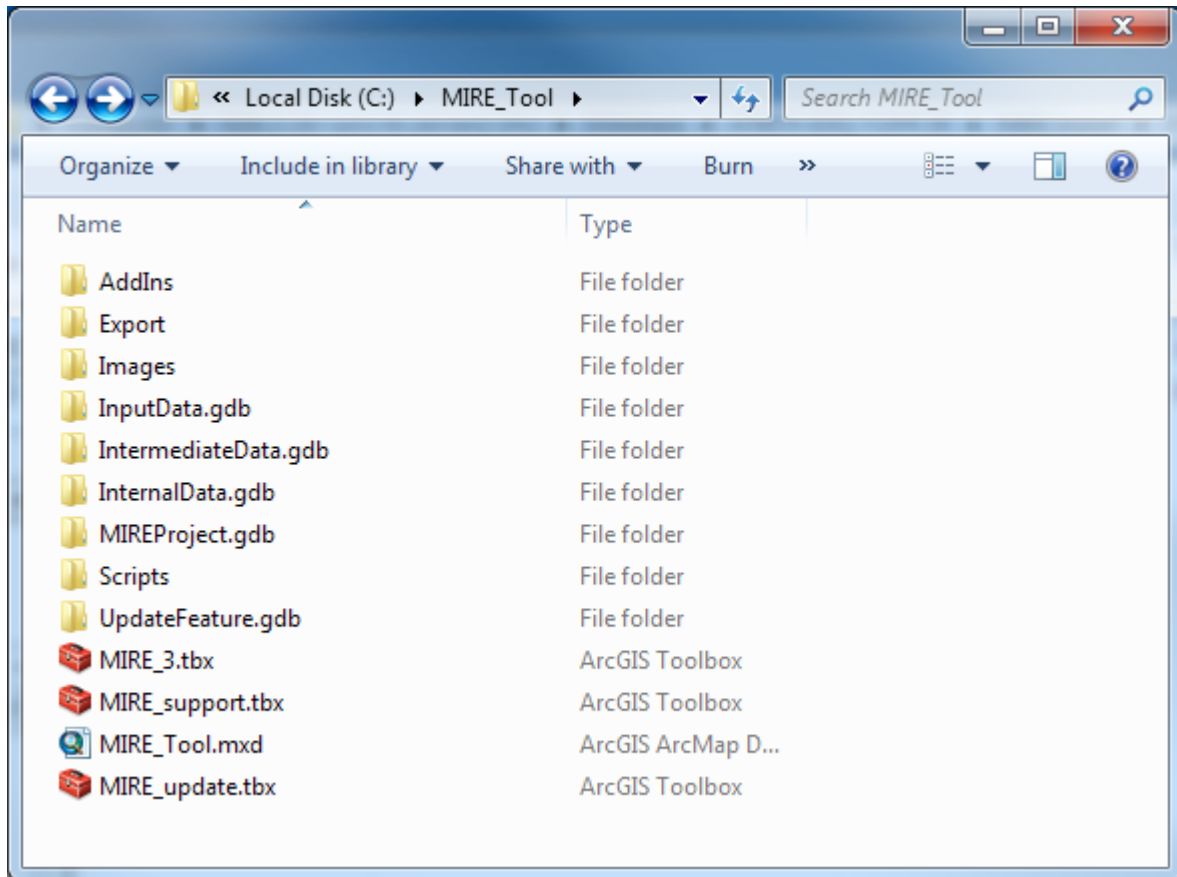 « Local Disk (C:) MIRE_Tool Search MIRE_Tool
Organize Include in library Share with Burn »
Name Type
AddIns File folder
Export File folder
Images File folder
InputData.gdb File folder
IntermediateData.gdb File folder
InternalData.gdb File folder
MIREProject.gdb File folder
Scripts File folder
UpdateFeature.gdb File folder
MIRE_3.tbx ArcGIS Toolbox
MIRE_support.tbx ArcGIS Toolbox
MIRE_Tool.mxd ArcGIS ArcMap D...
MIRE_update.tbx ArcGIS Toolbox